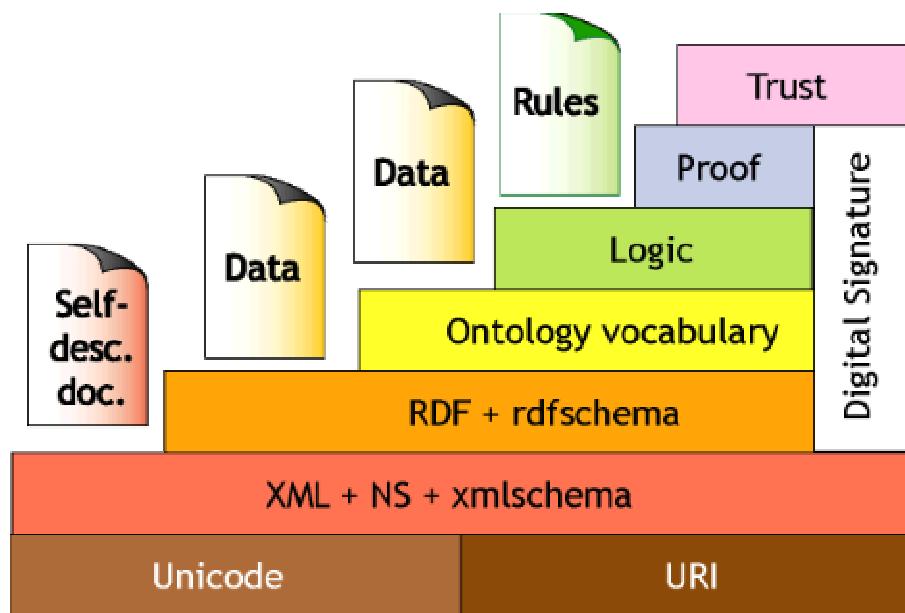 Rules
Trust
Data
Proof
Data
Logic
Self-
desc.
doc.
Ontology vocabulary
Digital Signature
RDF + rdfschema
XML + NS + xmlschema
Unicode
URI